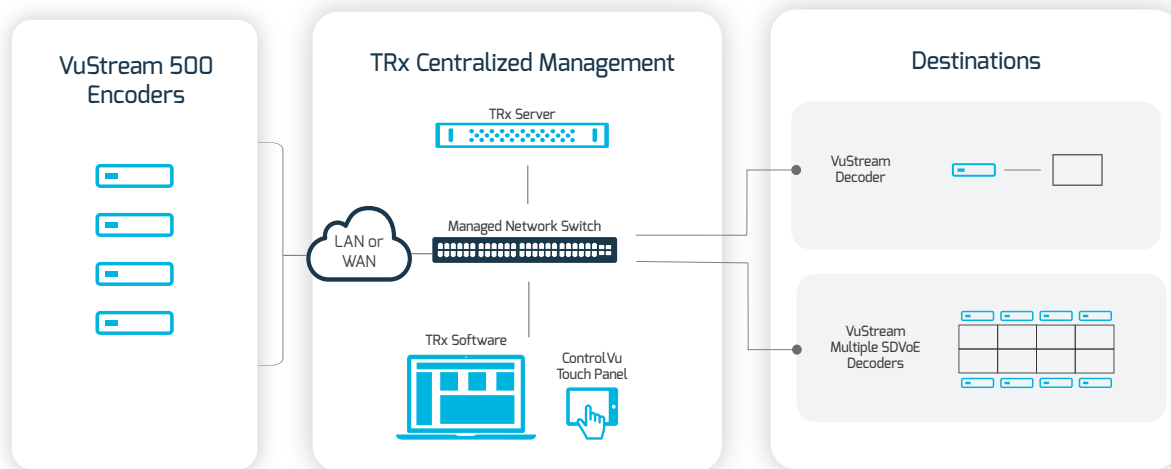 VuStream 500
Encoders
TRx Centralized Management
TRx Server
Managed Network Switch
LAN or
WAN
TRx Software
ControlVu
Touch Panel
Destinations
VuStream
Decoder
VuStream
Multiple SDVoE
Decoders